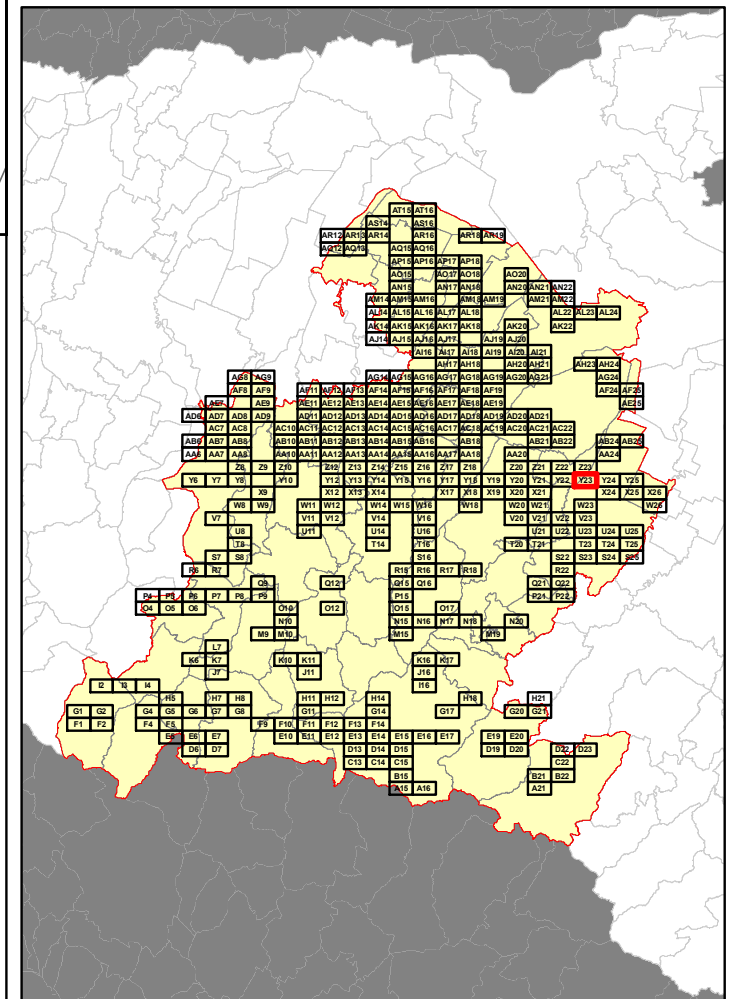 AT15 AT16
AS14 AS16
AR12 AR13 AR14 AR16 AR18 AR19
AQ12 AQ13 AQ15 AQ16
AP15 AP16 AP17 AP18
AO15 AO17 AO18 AO20
AN15 AN17 AN18 AN20 AN21 AN22
AM14 AM15 AM16 AM18 AM19 AM21 AM22
AL14 AL15 AL16 AL17 AL18 AL22 AL23 AL24
AK14 AK15 AK16 AK17 AK18 AK20 AK22
AJ14 AJ15 AJ16 AJ17 AJ19 AJ20
AI16 AI17 AI18 AI19 AI20 AI21
AH17 AH18 AH20 AH21 AH23 AH24
AG8 AG9 AG14 AG15 AG16 AG17 AG18 AG19 AG20 AG21 AG24
AF8 AF9 AF11 AF12 AF13 AF14 AF15 AF16 AF17 AF18 AF19 AF24 AF25
AE7 AE9 AE11 AE12 AE13 AE14 AE15 AE16 AE17 AE18 AE19 AE25
AD6 AD7 AD8 AD9 AD11 AD12 AD13 AD14 AD15 AD16 AD17 AD18 AD19 AD20 AD21
AC7 AC8 AC10 AC11 AC12 AC13 AC14 AC15 AC16 AC17 AC18 AC19 AC20 AC21 AC22
AB6 AB7 AB8 AB10 AB11 AB12 AB13 AB14 AB15 AB16 AB18 AB21 AB22 AB24 AB25
AA6 AA7 AA8 AA10 AA11 AA12 AA13 AA14 AA15 AA16 AA17 AA18 AA20 AA24
Z8 Z9 Z10 Z12 Z13 Z14 Z15 Z16 Z17 Z18 Z20 Z21 Z22 Z23
Y6 Y7 Y8 Y10 Y12 Y13 Y14 Y15 Y16 Y17 Y18 Y19 Y20 Y21 Y22 Y23 Y24 Y25
X9 X12 X13 X14 X17 X18 X19 X20 X21 X24 X25 X26
W8 W9 W11 W12 W14 W15 W16 W18 W20 W21 W23 W26
V7 V11 V12 V14 V16 V20 V21 V22 V23
U8 U11 U14 U16 U21 U22 U23 U24 U25
T8 T14 T16 T20 T21 T23 T24 T25
S7 S8 S16 S22 S23 S24 S25
R6 R7 R15 R16 R17 R18 R22
Q9 Q12 Q15 Q16 Q21 Q22
P4 P5 P6 P7 P8 P9 P15 P21 P22
O4 O5 O6 O10 O12 O15 O17
N10 N15 N16 N17 N18 N20
M9 M10 M15 M19
L7
K6 K7 K10 K11 K16 K17
J7 J11 J16
I2 I3 I4 I16
H5 H7 H8 H11 H12 H14 H18 H21
G1 G2 G4 G5 G6 G7 G8 G11 G14 G17 G20 G21
F1 F2 F4 F5 F9 F10 F11 F12 F13 F14
E5 E6 E7 E10 E11 E12 E13 E14 E15 E16 E17 E19 E20
D6 D7 D13 D14 D15 D19 D20 D22 D23
C13 C14 C15 C22
B15 B21 B22
A15 A16 A21